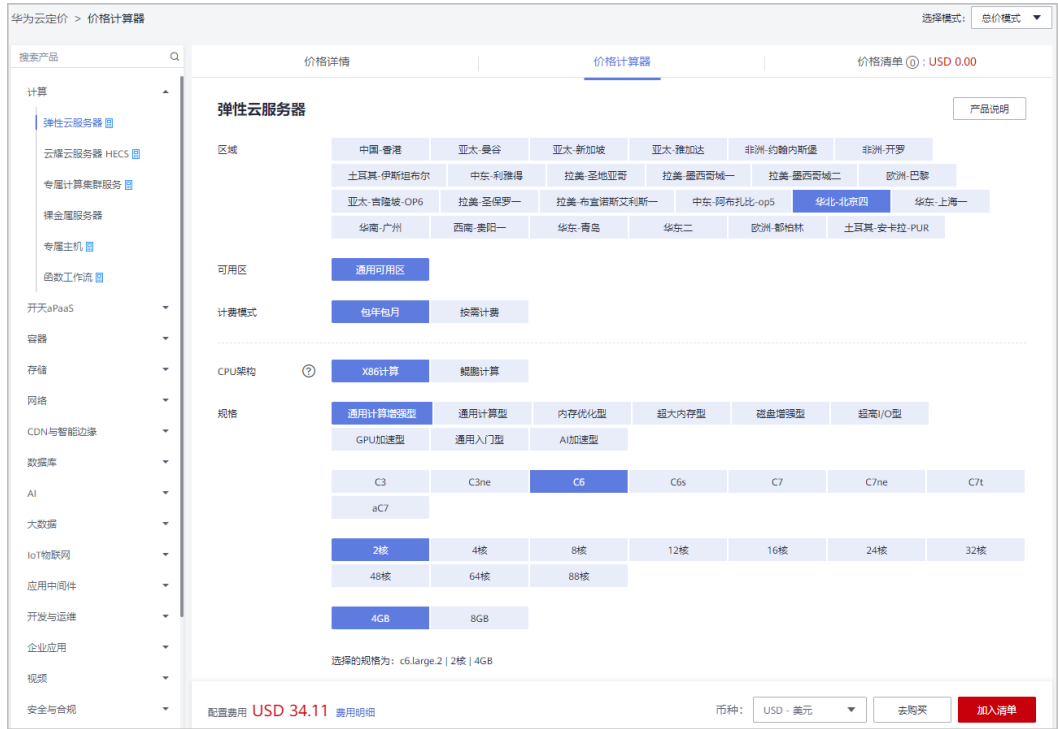 华为云定价 > 价格计算器
选择模式: 总价模式
搜索产品
价格详情 价格计算器 价格清单 (0) : USD 0.00
计算
弹性云服务器
云耀云服务器 HECS
专属计算集群服务
裸金属服务器
专属主机
函数工作流
开天aPaaS
容器
存储
网络
CDN与智能边缘
数据库
AI
大数据
IoT物联网
应用中间件
开发与运维
企业应用
视频
安全与合规
弹性云服务器 产品说明
区域 中国-香港 亚太-曼谷 亚太-新加坡 亚太-雅加达 非洲-约翰内斯堡 非洲-开罗
土耳其-伊斯坦布尔 中东-利雅得 拉美-圣地亚哥 拉美-墨西哥城一 拉美-墨西哥城二 欧洲-巴黎
亚太-吉隆坡-OP6 拉美-圣保罗一 拉美-布宜诺斯艾利斯一 中东-阿布扎比-op5 华北-北京四 华东-上海一
华南-广州 西南-贵阳一 华东-青岛 华东二 欧洲-都柏林 土耳其-安卡拉-PUR
可用区 通用可用区
计费模式 包年包月 按需计费
CPU架构 ? X86计算 鲲鹏计算
规格 通用计算增强型 通用计算型 内存优化型 超大内存型 磁盘增强型 超高I/O型
GPU加速型 通用入门型 AI加速型
C3 C3ne C6 C6s C7 C7ne C7t
aC7
2核 4核 8核 12核 16核 24核 32核
48核 64核 88核
4GB 8GB
选择的规格为: c6.large.2 | 2核 | 4GB
配置费用 USD 34.11 费用明细 币种: USD - 美元 去购买 加入清单